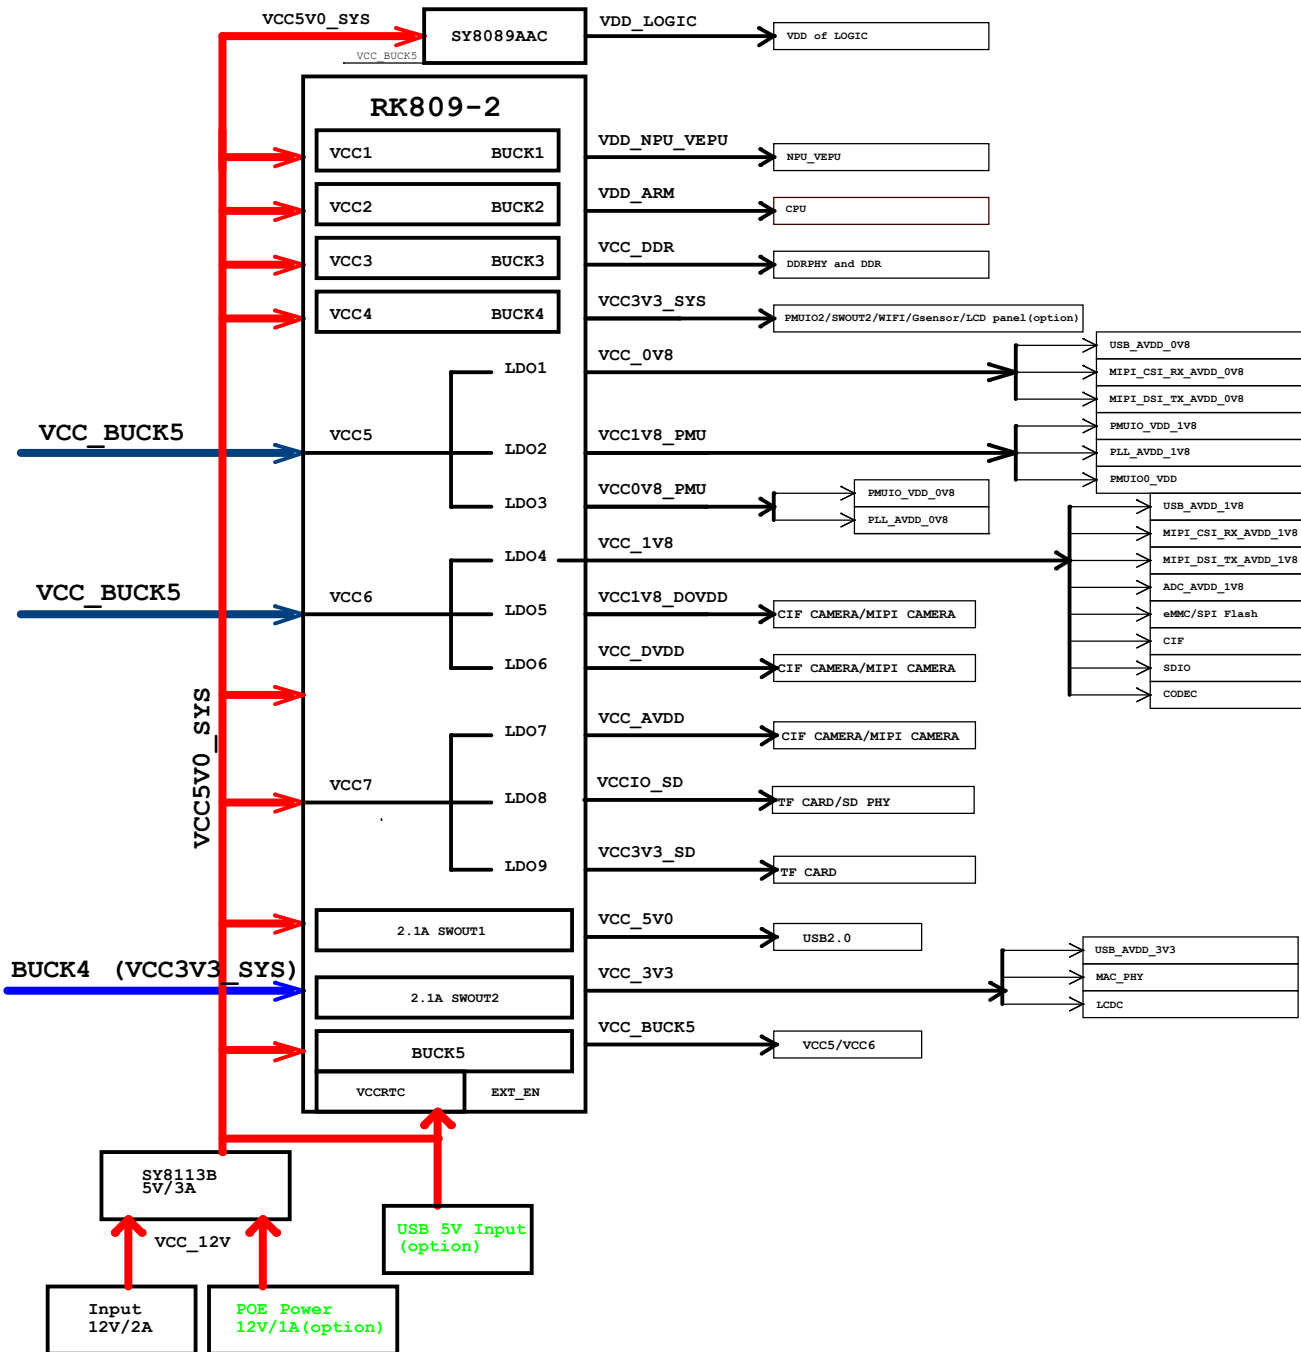 VCC5V0_SYS
SY8089AAC
VDD_LOGIC
VDD of LOGIC
VCC_BUCK5
RK809-2
VCC1 BUCK1
VDD_NPU_VEPU
NPU_VEPU
VCC2 BUCK2
VDD_ARM
CPU
VCC3 BUCK3
VCC_DDR
DDRPHY and DDR
VCC4 BUCK4
VCC3V3_SYS
PMUIO2/SWOUT2/WIFI/Gsensor/LCD panel(option)
LDO1
VCC_0V8
USB_AVDD_0V8
MIPI_CSI_RX_AVDD_0V8
MIPI_DSI_TX_AVDD_0V8
VCC_BUCK5
VCC5
LDO2
VCC1V8_PMU
PMUIO_VDD_1V8
PLL_AVDD_1V8
PMUIO0_VDD
LDO3
VCC0V8_PMU
PMUIO_VDD_0V8
PLL_AVDD_0V8
LDO4
VCC_1V8
USB_AVDD_1V8
MIPI_CSI_RX_AVDD_1V8
MIPI_DSI_TX_AVDD_1V8
ADC_AVDD_1V8
eMMC/SPI Flash
CIF
SDIO
CODEC
VCC_BUCK5
VCC6
LDO5
VCC1V8_DOVDD
CIF CAMERA/MIPI CAMERA
LDO6
VCC_DVDD
CIF CAMERA/MIPI CAMERA
VCC5V0_SYS
LDO7
VCC_AVDD
CIF CAMERA/MIPI CAMERA
VCC7
LDO8
VCCIO_SD
TF CARD/SD PHY
LDO9
VCC3V3_SD
TF CARD
2.1A SWOUT1
VCC_5V0
USB2.0
BUCK4 (VCC3V3_SYS)
2.1A SWOUT2
VCC_3V3
USB_AVDD_3V3
MAC_PHY
LCDC
BUCK5
VCC_BUCK5
VCC5/VCC6
VCCRTC
EXT_EN
SY8113B
5V/3A
VCC_12V
USB 5V Input
(option)
Input
12V/2A
POE Power
12V/1A(option)